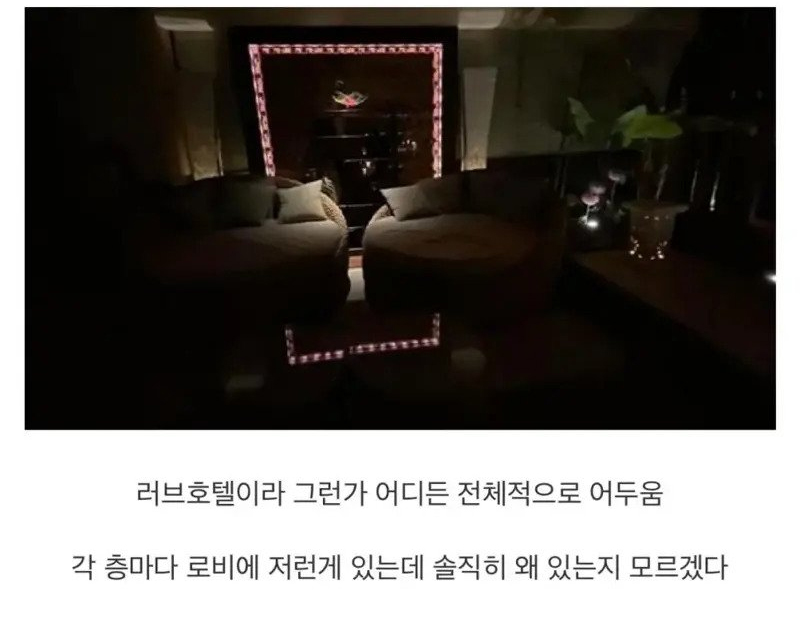 러브호텔이라 그런가 어디든 전체적으로 어두움
각 층마다 로비에 저런게 있는데 솔직히 왜 있는지 모르겠다